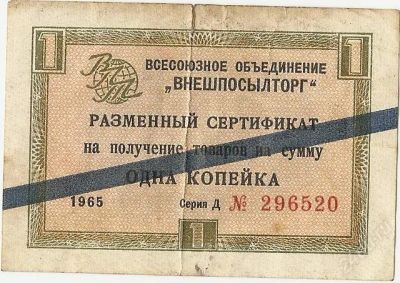 1 ВСЕСОЮЗНОЕ ОБЪЕДИНЕНИЕ 1
„ВНЕШПОСЫЛТОРГ“
РАЗМЕННЫЙ СЕРТИФИКАТ
на получение товаров на сумму
ОДНА КОПЕЙКА
1965 Серия Д № 296520
1